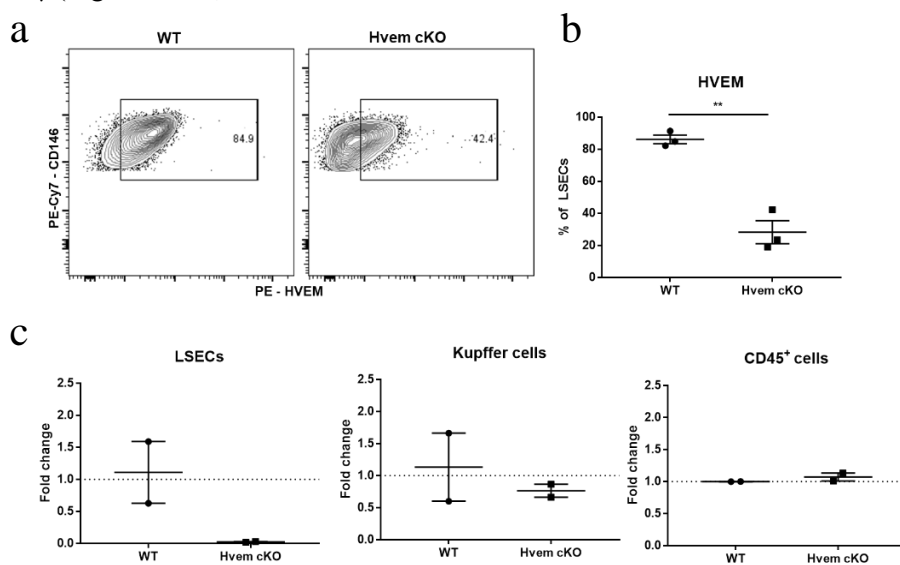 a
WT
Hvem cKO
84.9
42.4
PE-Cy7 - CD146
PE - HVEM
b
HVEM
**
100
80
60
40
20
0
% of LSECs
WT
Hvem cKO
c
LSECs
2.5
2.0
1.5
1.0
0.5
0.0
Fold change
WT
Hvem cKO
Kupffer cells
2.5
2.0
1.5
1.0
0.5
0.0
Fold change
WT
Hvem cKO
CD45⁺ cells
2.5
2.0
1.5
1.0
0.5
0.0
Fold change
WT
Hvem cKO